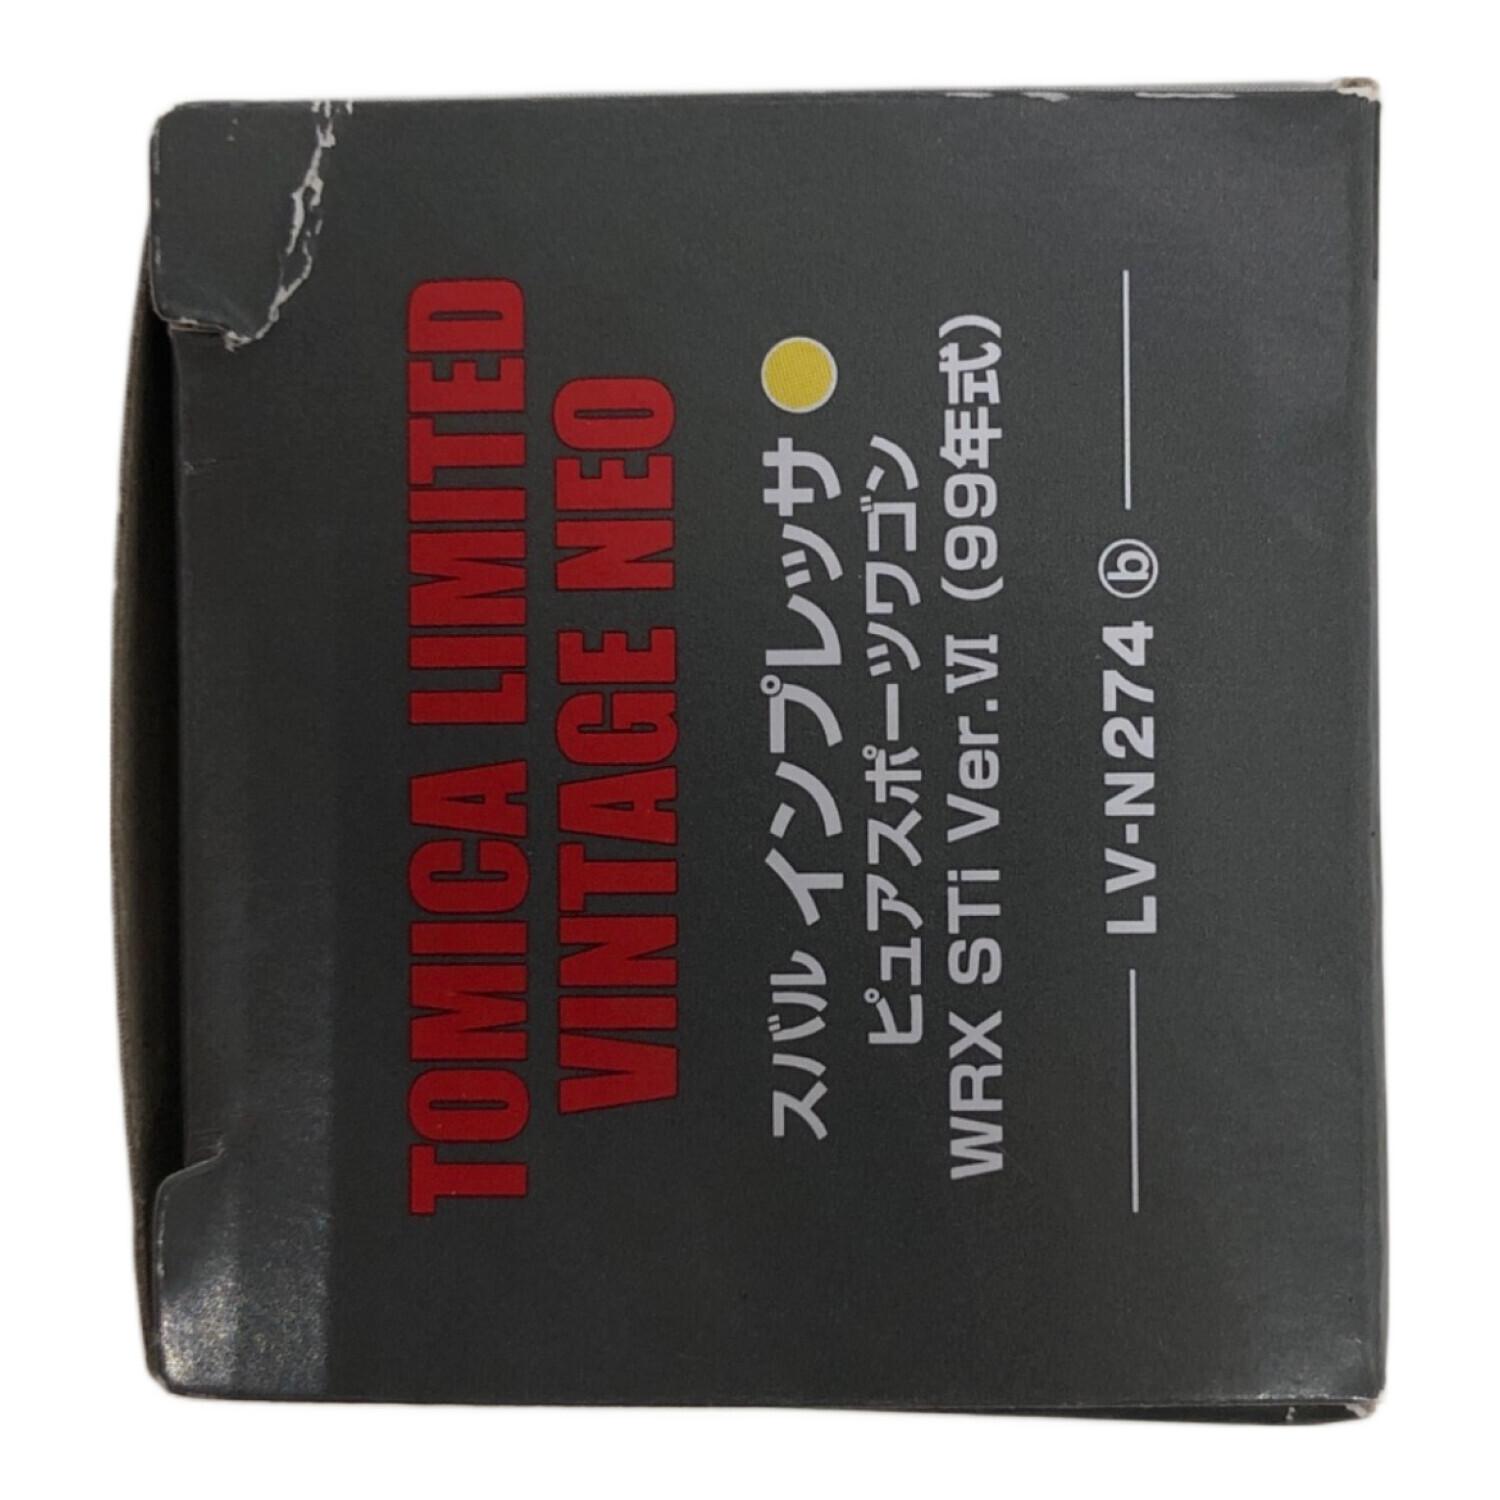 TOMICA LIMITED
VINTAGE NEO
スバル インプレッサ
ピュアスポーツワゴン
WRX STi Ver.Ⅵ (99年式)
LV-N274 ⓑ